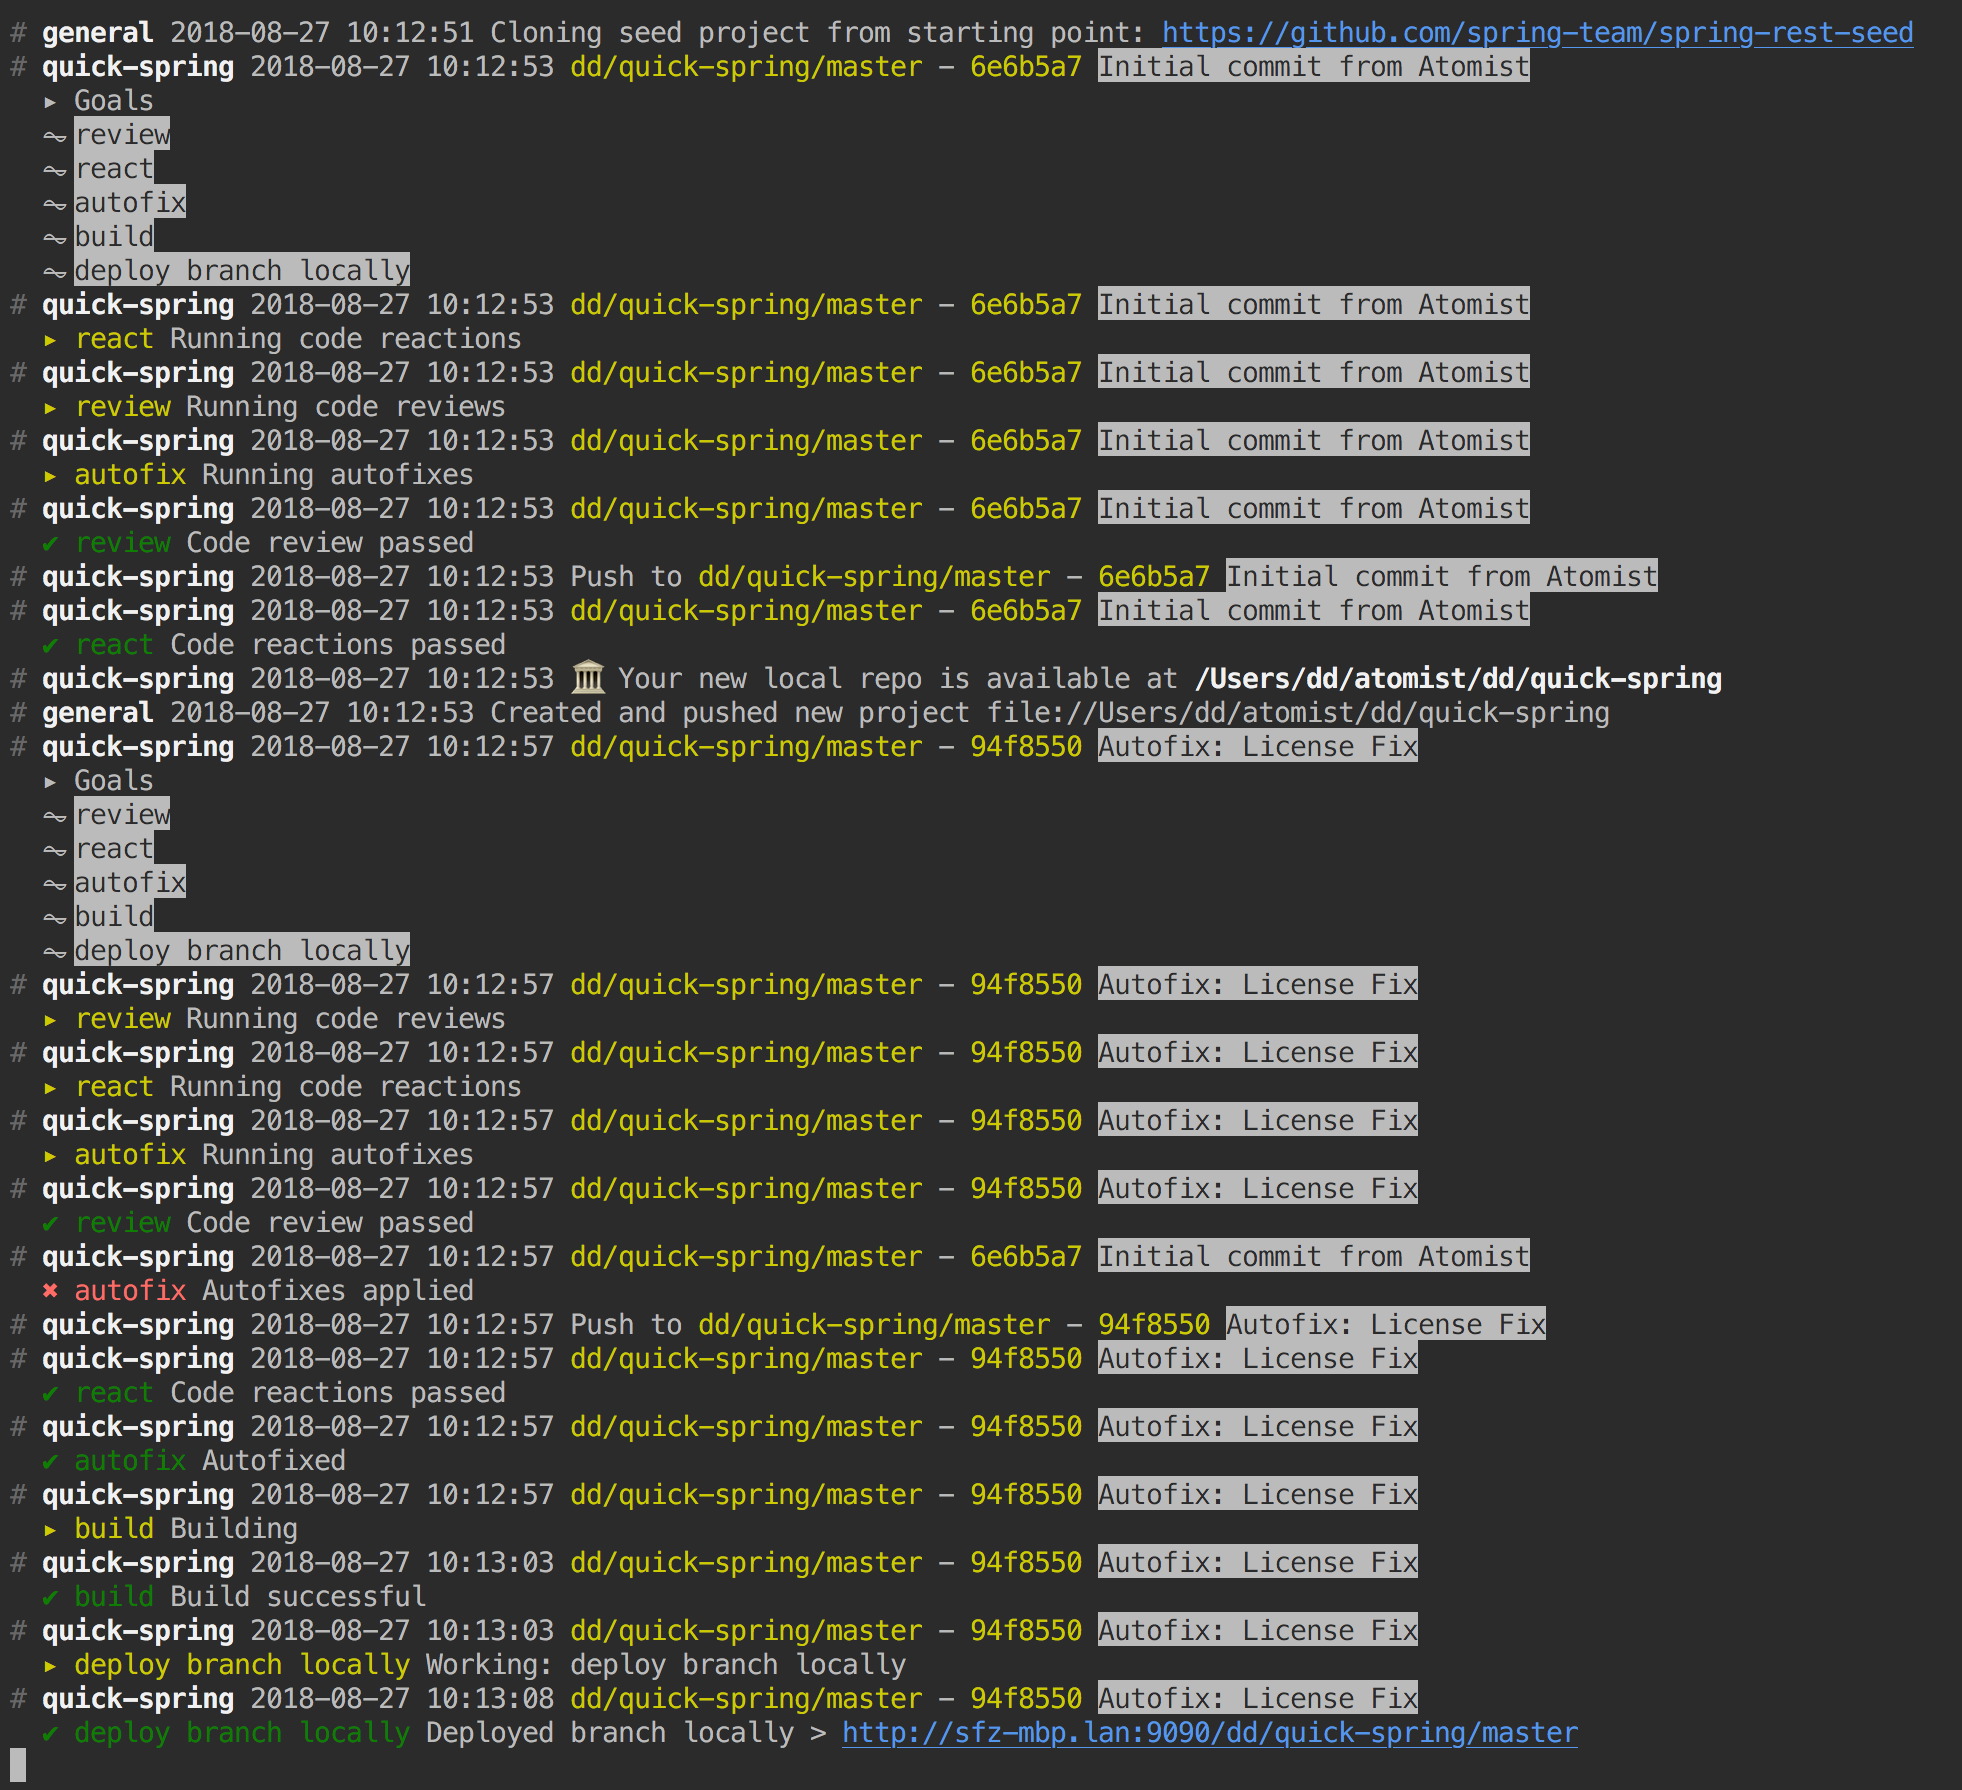 # general 2018-08-27 10:12:51 Cloning seed project from starting point: https://github.com/spring-team/spring-rest-seed
# quick-spring 2018-08-27 10:12:53 dd/quick-spring/master - 6e6b5a7 Initial commit from Atomist
▸ Goals
⏦ review
⏦ react
⏦ autofix
⏦ build
⏦ deploy branch locally
# quick-spring 2018-08-27 10:12:53 dd/quick-spring/master - 6e6b5a7 Initial commit from Atomist
▸ react Running code reactions
# quick-spring 2018-08-27 10:12:53 dd/quick-spring/master - 6e6b5a7 Initial commit from Atomist
▸ review Running code reviews
# quick-spring 2018-08-27 10:12:53 dd/quick-spring/master - 6e6b5a7 Initial commit from Atomist
▸ autofix Running autofixes
# quick-spring 2018-08-27 10:12:53 dd/quick-spring/master - 6e6b5a7 Initial commit from Atomist
✔ review Code review passed
# quick-spring 2018-08-27 10:12:53 Push to dd/quick-spring/master - 6e6b5a7 Initial commit from Atomist
# quick-spring 2018-08-27 10:12:53 dd/quick-spring/master - 6e6b5a7 Initial commit from Atomist
✔ react Code reactions passed
# quick-spring 2018-08-27 10:12:53 🏛 Your new local repo is available at /Users/dd/atomist/dd/quick-spring
# general 2018-08-27 10:12:53 Created and pushed new project file://Users/dd/atomist/dd/quick-spring
# quick-spring 2018-08-27 10:12:57 dd/quick-spring/master - 94f8550 Autofix: License Fix
▸ Goals
⏦ review
⏦ react
⏦ autofix
⏦ build
⏦ deploy branch locally
# quick-spring 2018-08-27 10:12:57 dd/quick-spring/master - 94f8550 Autofix: License Fix
▸ review Running code reviews
# quick-spring 2018-08-27 10:12:57 dd/quick-spring/master - 94f8550 Autofix: License Fix
▸ react Running code reactions
# quick-spring 2018-08-27 10:12:57 dd/quick-spring/master - 94f8550 Autofix: License Fix
▸ autofix Running autofixes
# quick-spring 2018-08-27 10:12:57 dd/quick-spring/master - 94f8550 Autofix: License Fix
✔ review Code review passed
# quick-spring 2018-08-27 10:12:57 dd/quick-spring/master - 6e6b5a7 Initial commit from Atomist
✖ autofix Autofixes applied
# quick-spring 2018-08-27 10:12:57 Push to dd/quick-spring/master - 94f8550 Autofix: License Fix
# quick-spring 2018-08-27 10:12:57 dd/quick-spring/master - 94f8550 Autofix: License Fix
✔ react Code reactions passed
# quick-spring 2018-08-27 10:12:57 dd/quick-spring/master - 94f8550 Autofix: License Fix
✔ autofix Autofixed
# quick-spring 2018-08-27 10:12:57 dd/quick-spring/master - 94f8550 Autofix: License Fix
▸ build Building
# quick-spring 2018-08-27 10:13:03 dd/quick-spring/master - 94f8550 Autofix: License Fix
✔ build Build successful
# quick-spring 2018-08-27 10:13:03 dd/quick-spring/master - 94f8550 Autofix: License Fix
▸ deploy branch locally Working: deploy branch locally
# quick-spring 2018-08-27 10:13:08 dd/quick-spring/master - 94f8550 Autofix: License Fix
✔ deploy branch locally Deployed branch locally > http://sfz-mbp.lan:9090/dd/quick-spring/master